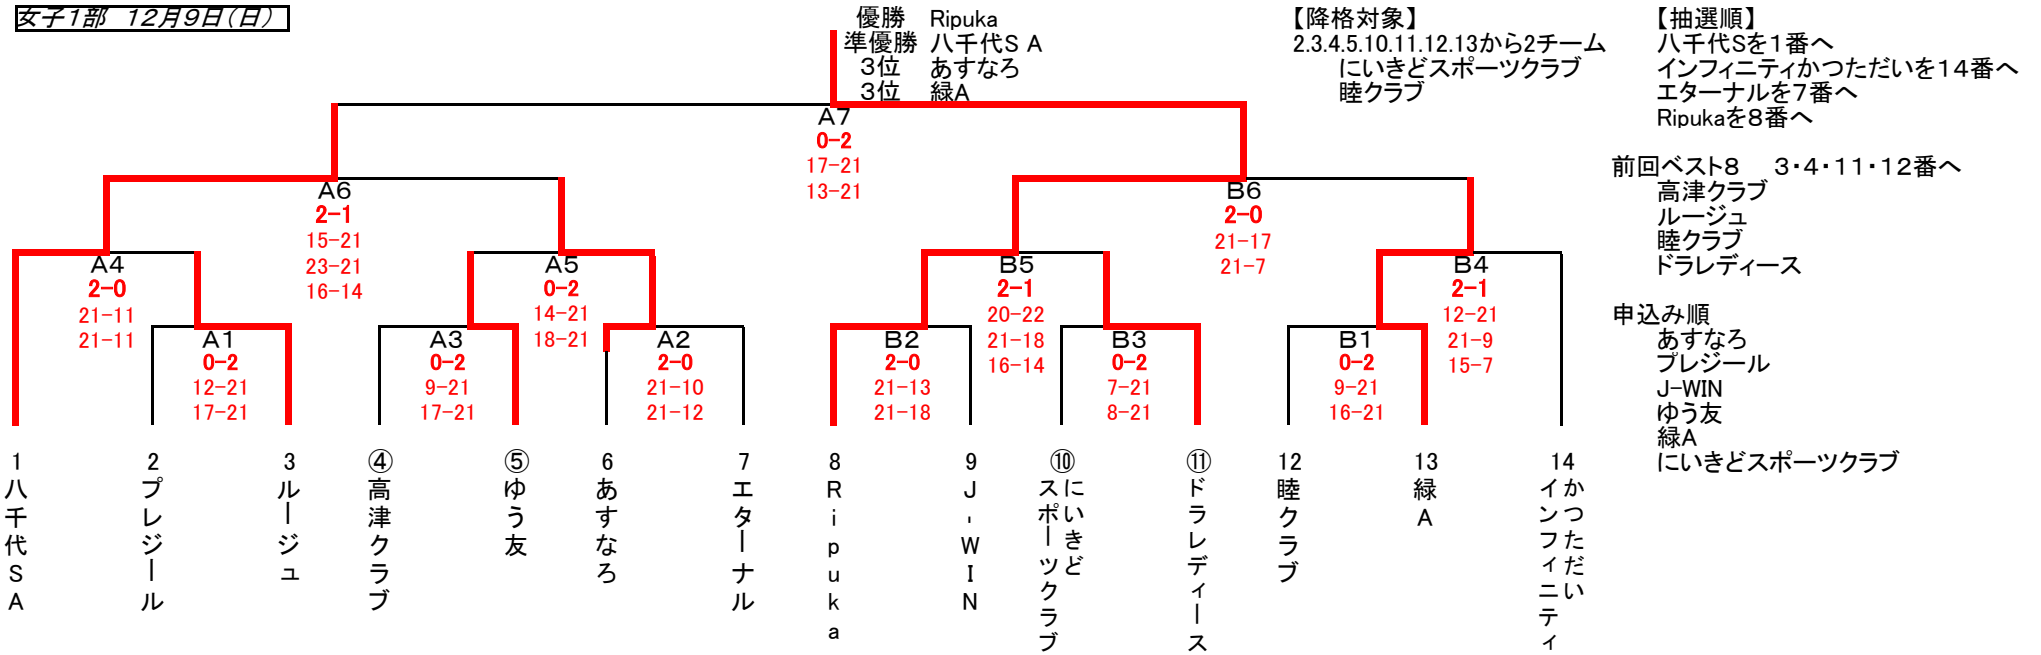 女子1部　12月9日(日)
優勝　Ripuka
準優勝　八千代S A
3位　あすなろ
3位　緑A
【降格対象】
2.3.4.5.10.11.12.13から2チーム
にいきどスポーツクラブ
睦クラブ
【抽選順】
八千代Sを1番へ
インフィニティかつただいを14番へ
エターナルを7番へ
Ripukaを8番へ
前回ベスト8　3・4・11・12番へ
高津クラブ
ルージュ
睦クラブ
ドラレディース
申込み順
あすなろ
プレジール
J-WIN
ゆう友
緑A
にいきどスポーツクラブ
A7
0-2
17-21
13-21
A6
2-1
15-21
23-21
16-14
B6
2-0
21-17
21-7
A4
2-0
21-11
21-11
A5
0-2
14-21
18-21
B5
2-1
20-22
21-18
16-14
B4
2-1
12-21
21-9
15-7
A1
0-2
12-21
17-21
A3
0-2
9-21
17-21
A2
2-0
21-10
21-12
B2
2-0
21-13
21-18
B3
0-2
7-21
8-21
B1
0-2
9-21
16-21
1
八千代SA
2
プレジール
3
ルージュ
④
高津クラブ
⑤
ゆう友
6
あすなろ
7
エターナル
8
Ripuka
9
J-WIN
⑩
にいきど
スポーツクラブ
⑪
ドラレディース
12
睦クラブ
13
緑A
14
かつただい
インフィニティ